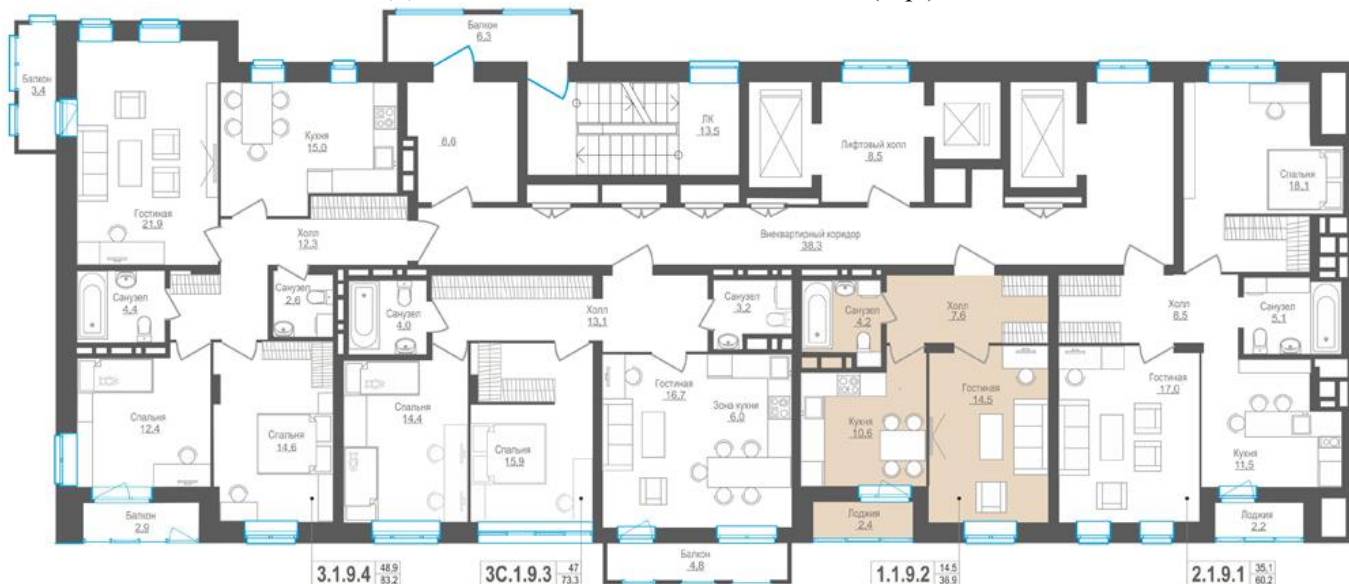 Балкон
6.3
Балкон
3.4
Кухня
15.0
8.6
ЛК
13.5
Лифтовый холл
8.5
Спальня
18.1
Гостиная
21.9
Холл
12.3
Внеквартирный коридор
38.3
Санузел
4.4
Санузел
2.6
Санузел
4.0
Холл
13.1
Санузел
3.2
Санузел
4.2
Холл
7.6
Холл
8.5
Санузел
5.1
Спальня
12.4
Спальня
14.6
Спальня
14.4
Спальня
15.9
Гостиная
16.7
Зона кухни
6.0
Кухня
10.6
Гостиная
14.5
Гостиная
17.0
Кухня
11.5
Балкон
2.9
Балкон
4.8
Лоджия
2.4
Лоджия
2.2
3.1.9.4 48,9
83,2
3С.1.9.3 47
73.3
1.1.9.2 14.5
36.9
2.1.9.1 35,1
60.2